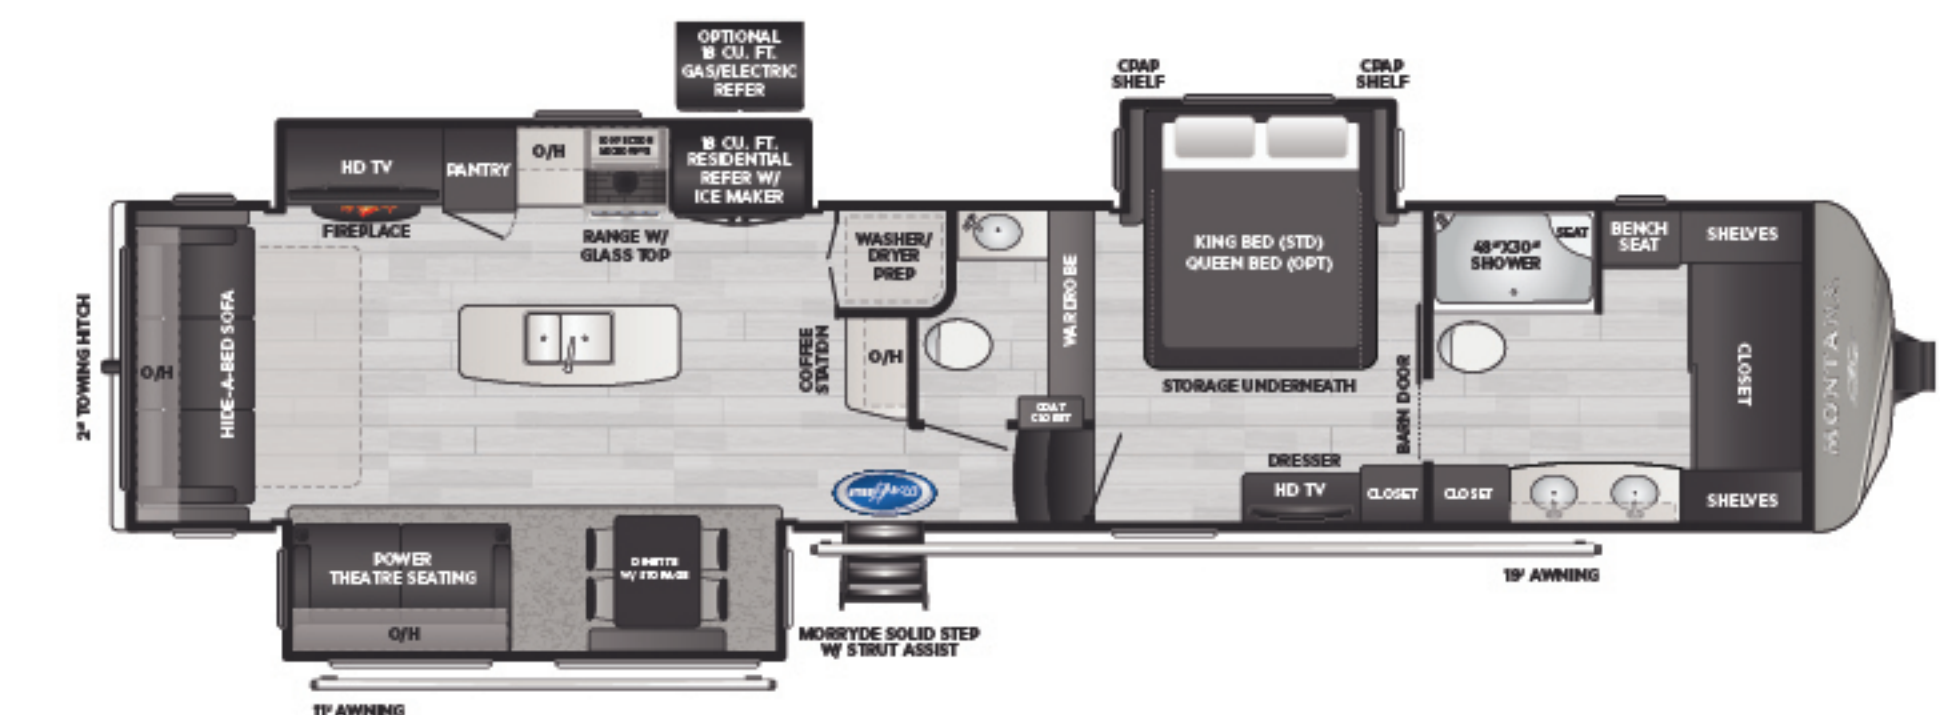 OPTIONAL
18 CU. FT.
GAS/ELECTRIC
REFER
CPAP
SHELF
CPAP
SHELF
HD TV
PANTRY
O/H
18 CU. FT.
RESIDENTIAL
REFER W/
ICE MAKER
FIREPLACE
RANGE W/
GLASS TOP
WASHER/
DRYER
PREP
WARDROBE
KING BED (STD)
QUEEN BED (OPT)
48"X30"
SHOWER
SEAT
BENCH
SEAT
SHELVES
2" TOWING HITCH
O/H
HIDE-A-BED SOFA
COFFEE
STATION
O/H
STORAGE UNDERNEATH
BARN DOOR
CLOSET
MONTANA
COAT
CLOSET
DRESSER
HD TV
CLOSET
CLOSET
SHELVES
POWER
THEATRE SEATING
O/H
DINETTE
W/ STORAGE
19' AWNING
MORRYDE SOLID STEP
W/ STRUT ASSIST
11' AWNING